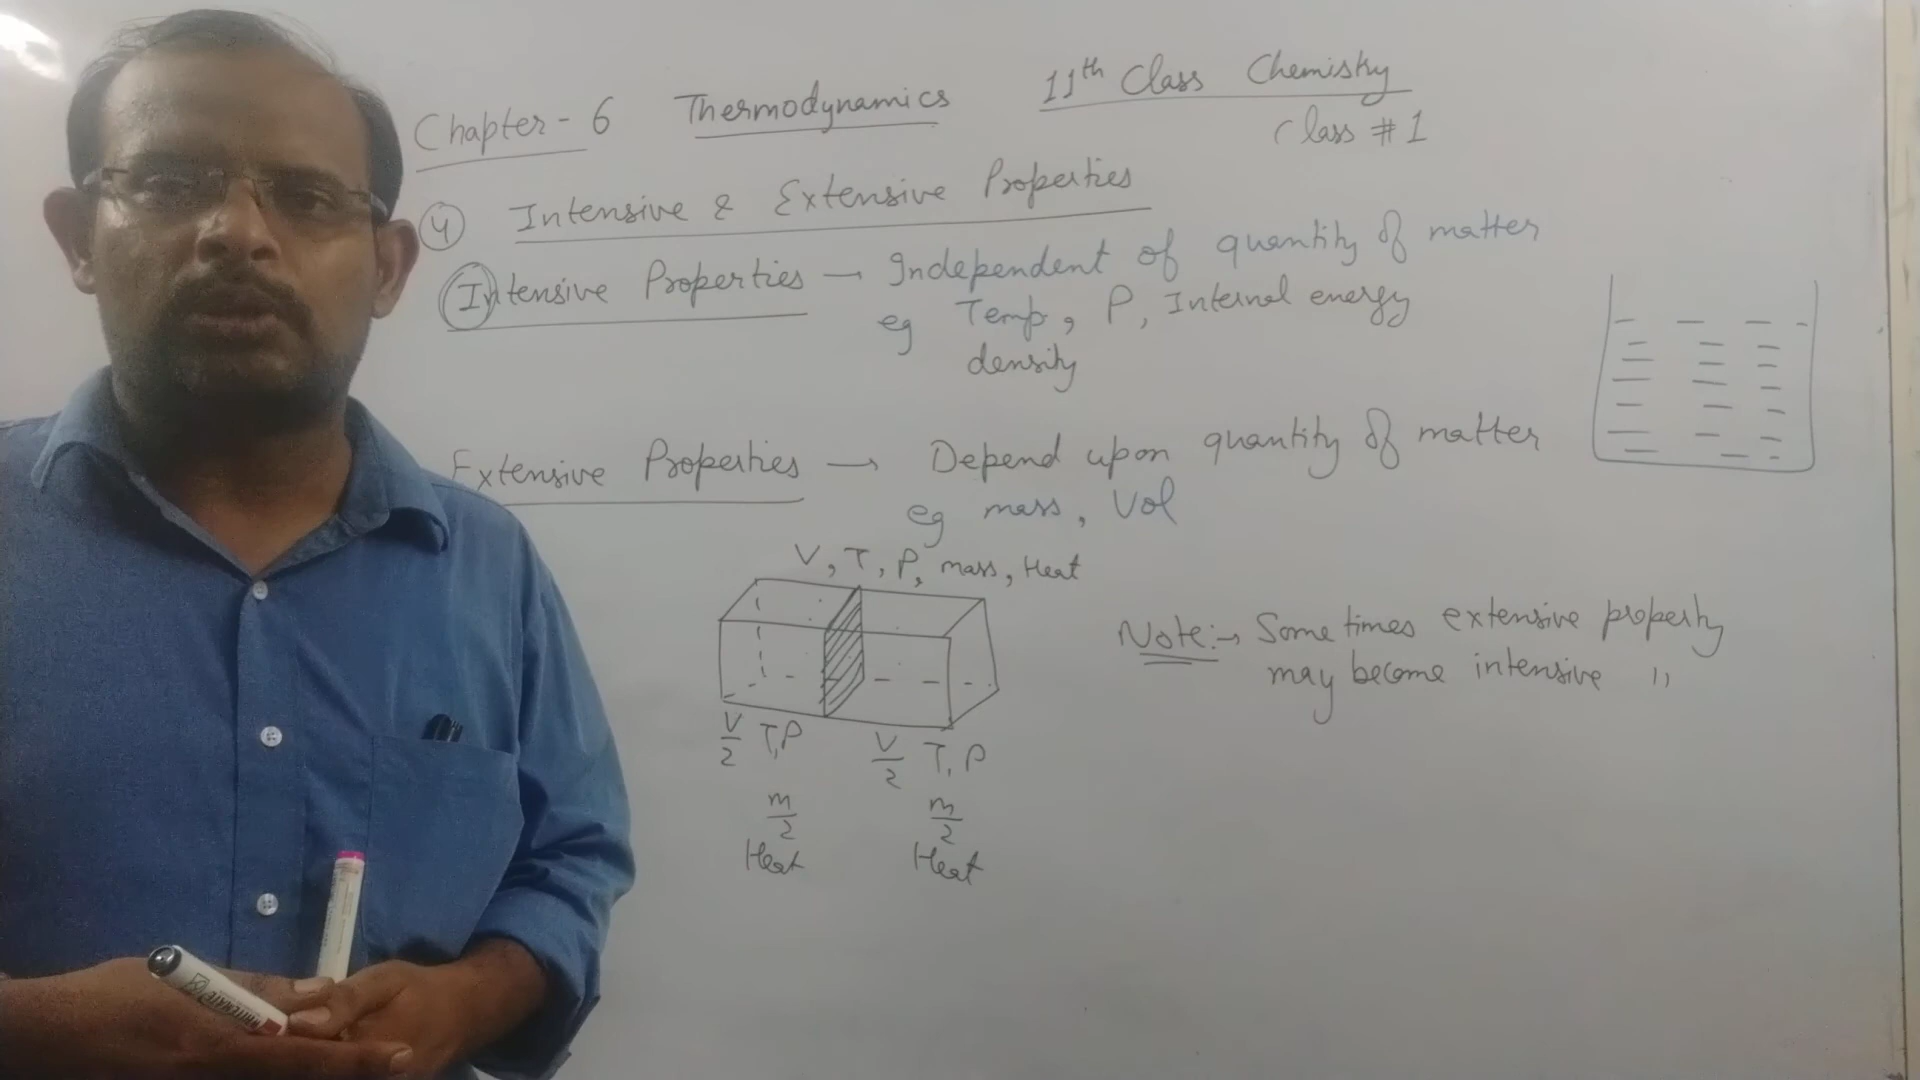 Chapter - 6 Thermodynamics 11th Class Chemistry
Class # 1
4 Intensive & Extensive Properties
Intensive Properties → Independent of quantity of matter
eg Temp, P, Internal energy
density
Extensive Properties → Depend upon quantity of matter
eg mass, Vol
V, T, P, mass, Heat
Note:→ Some times extensive property
may become intensive "
V/2 T,P V/2 T, P
m/2 m/2
Heat Heat